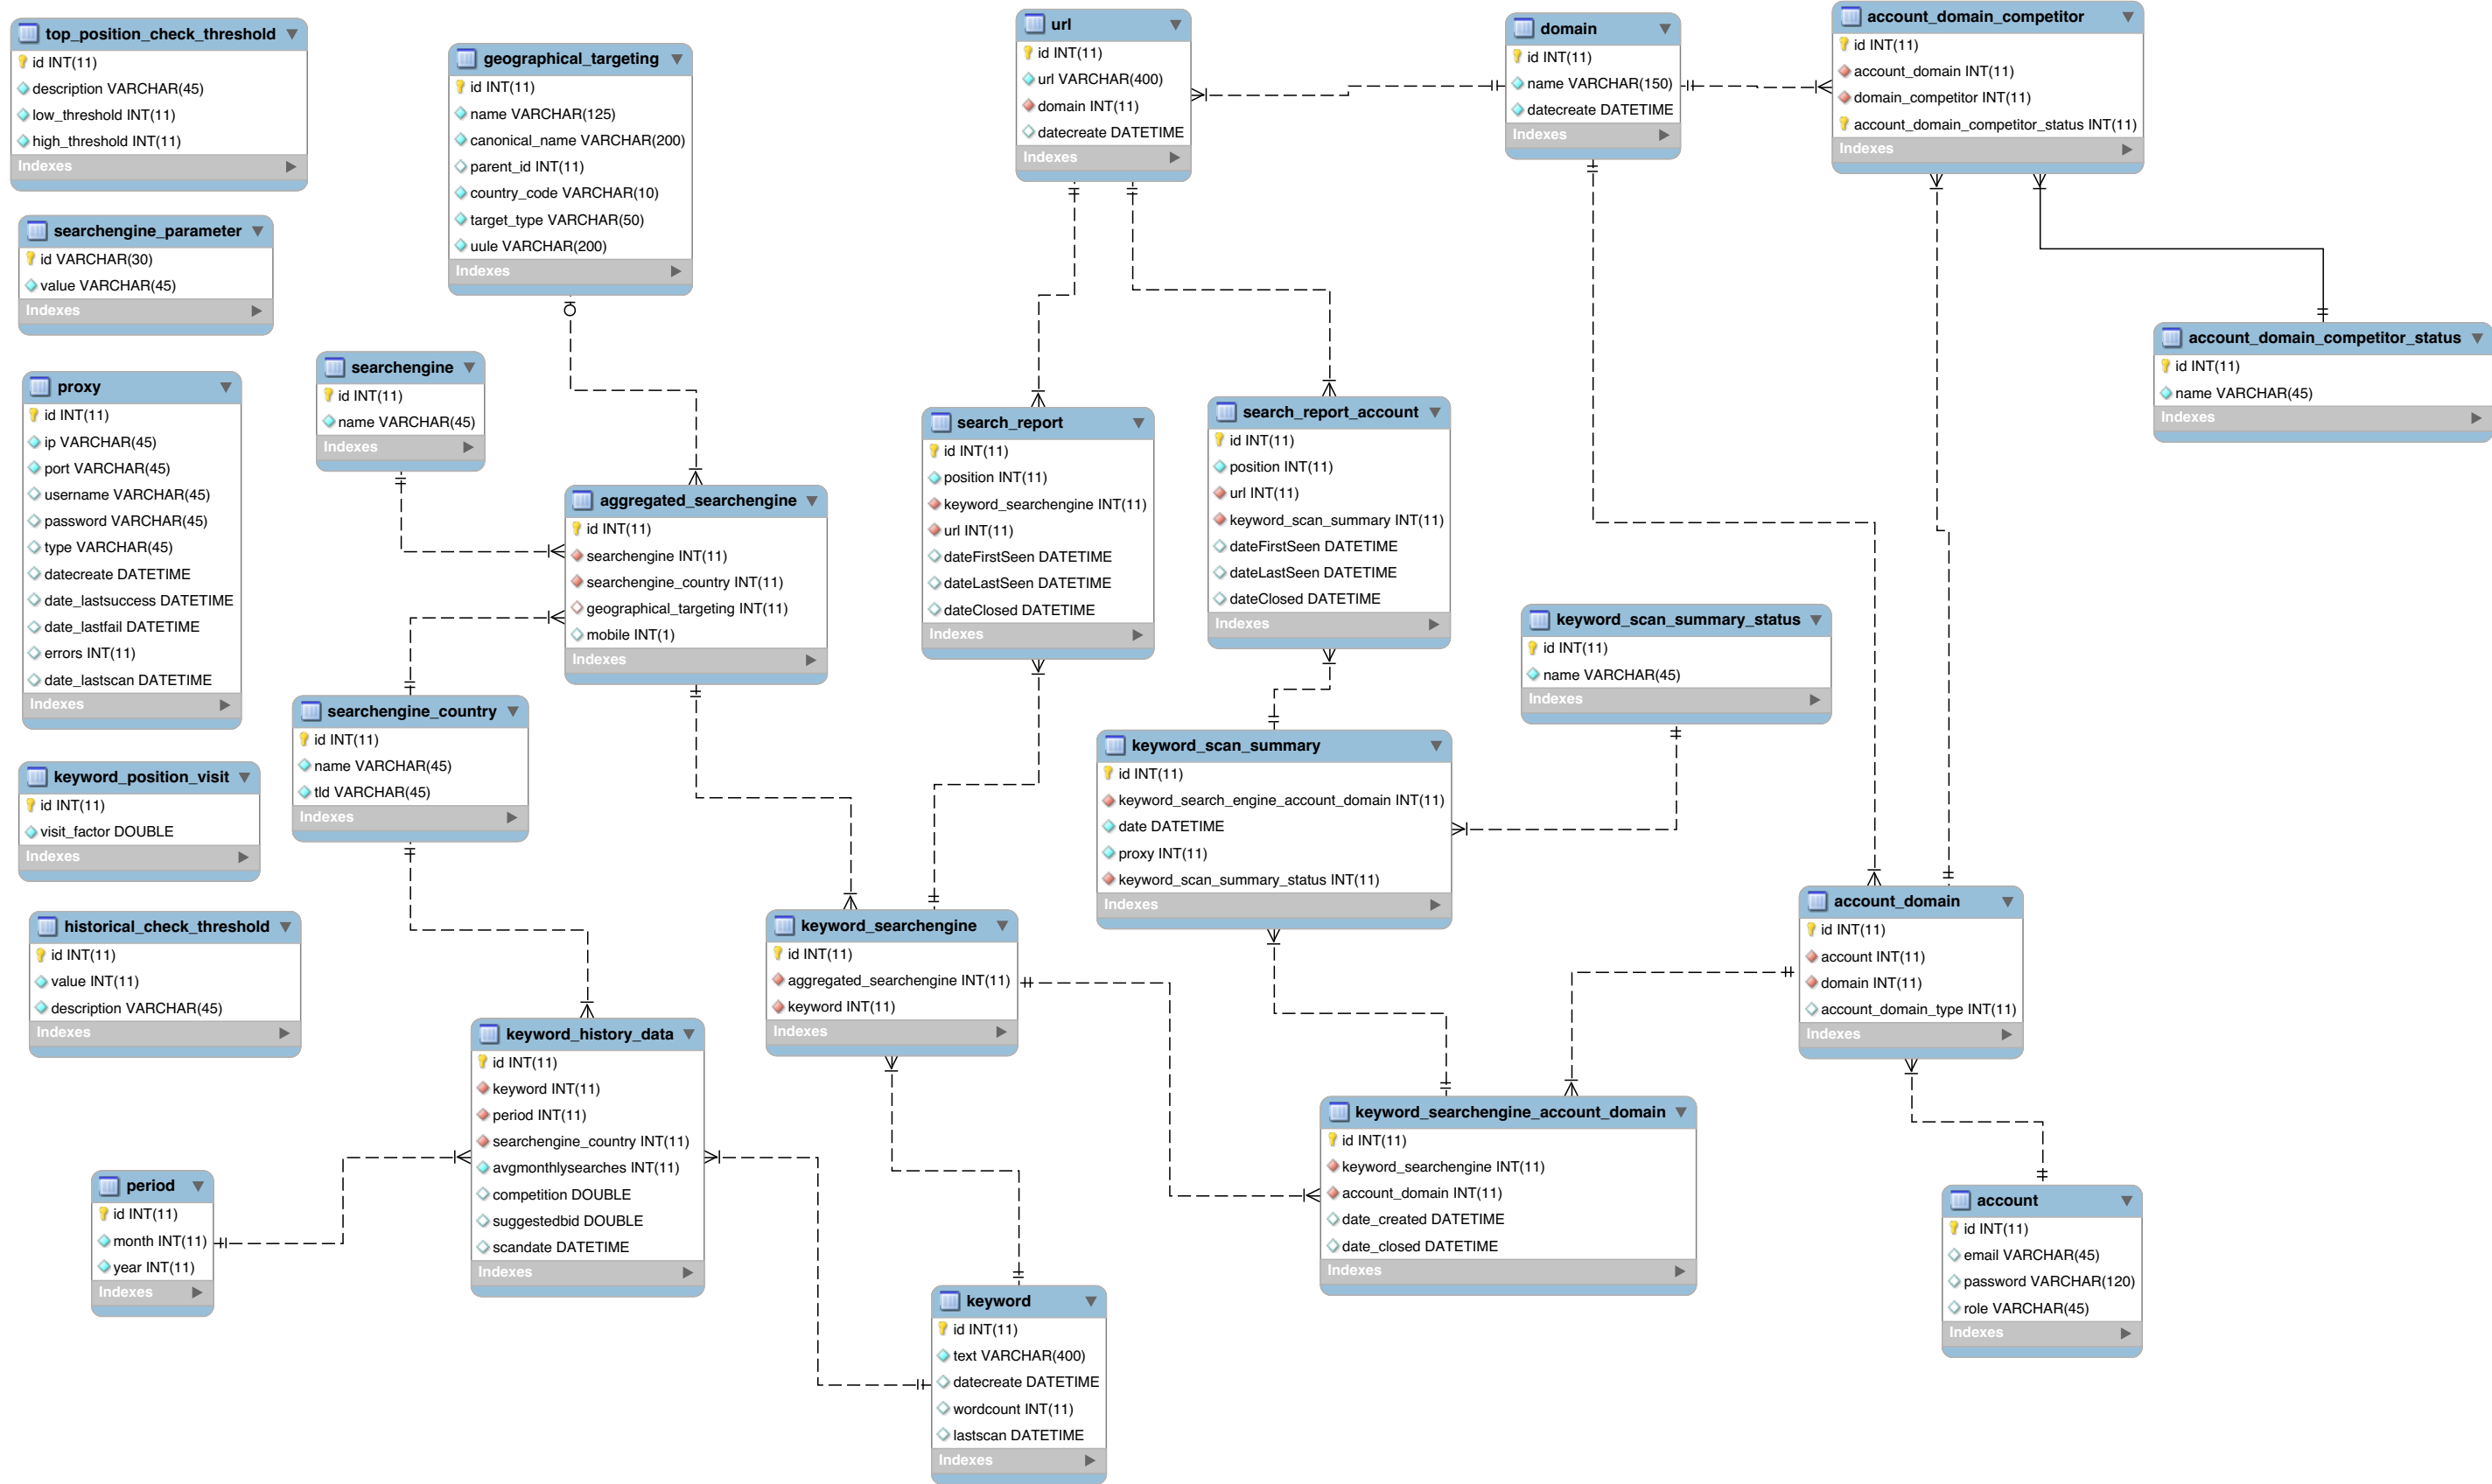 top_position_check_threshold
id INT(11)
description VARCHAR(45)
low_threshold INT(11)
high_threshold INT(11)
Indexes
searchengine_parameter
id VARCHAR(30)
value VARCHAR(45)
Indexes
proxy
id INT(11)
ip VARCHAR(45)
port VARCHAR(45)
username VARCHAR(45)
password VARCHAR(45)
type VARCHAR(45)
datecreate DATETIME
date_lastsuccess DATETIME
date_lastfail DATETIME
errors INT(11)
date_lastscan DATETIME
Indexes
keyword_position_visit
id INT(11)
visit_factor DOUBLE
Indexes
historical_check_threshold
id INT(11)
value INT(11)
description VARCHAR(45)
Indexes
period
id INT(11)
month INT(11)
year INT(11)
Indexes
geographical_targeting
id INT(11)
name VARCHAR(125)
canonical_name VARCHAR(200)
parent_id INT(11)
country_code VARCHAR(10)
target_type VARCHAR(50)
uule VARCHAR(200)
Indexes
searchengine
id INT(11)
name VARCHAR(45)
Indexes
aggregated_searchengine
id INT(11)
searchengine INT(11)
searchengine_country INT(11)
geographical_targeting INT(11)
mobile INT(1)
Indexes
searchengine_country
id INT(11)
name VARCHAR(45)
tld VARCHAR(45)
Indexes
keyword_history_data
id INT(11)
keyword INT(11)
period INT(11)
searchengine_country INT(11)
avgmonthlysearches INT(11)
competition DOUBLE
suggestedbid DOUBLE
scandate DATETIME
Indexes
url
id INT(11)
url VARCHAR(400)
domain INT(11)
datecreate DATETIME
Indexes
search_report
id INT(11)
position INT(11)
keyword_searchengine INT(11)
url INT(11)
dateFirstSeen DATETIME
dateLastSeen DATETIME
dateClosed DATETIME
Indexes
search_report_account
id INT(11)
position INT(11)
url INT(11)
keyword_scan_summary INT(11)
dateFirstSeen DATETIME
dateLastSeen DATETIME
dateClosed DATETIME
Indexes
keyword_scan_summary
id INT(11)
keyword_search_engine_account_domain INT(11)
date DATETIME
proxy INT(11)
keyword_scan_summary_status INT(11)
Indexes
keyword_searchengine
id INT(11)
aggregated_searchengine INT(11)
keyword INT(11)
Indexes
keyword
id INT(11)
text VARCHAR(400)
datecreate DATETIME
wordcount INT(11)
lastscan DATETIME
Indexes
domain
id INT(11)
name VARCHAR(150)
datecreate DATETIME
Indexes
keyword_scan_summary_status
id INT(11)
name VARCHAR(45)
Indexes
keyword_searchengine_account_domain
id INT(11)
keyword_searchengine INT(11)
account_domain INT(11)
date_created DATETIME
date_closed DATETIME
Indexes
account_domain_competitor
id INT(11)
account_domain INT(11)
domain_competitor INT(11)
account_domain_competitor_status INT(11)
Indexes
account_domain_competitor_status
id INT(11)
name VARCHAR(45)
Indexes
account_domain
id INT(11)
account INT(11)
domain INT(11)
account_domain_type INT(11)
Indexes
account
id INT(11)
email VARCHAR(45)
password VARCHAR(120)
role VARCHAR(45)
Indexes